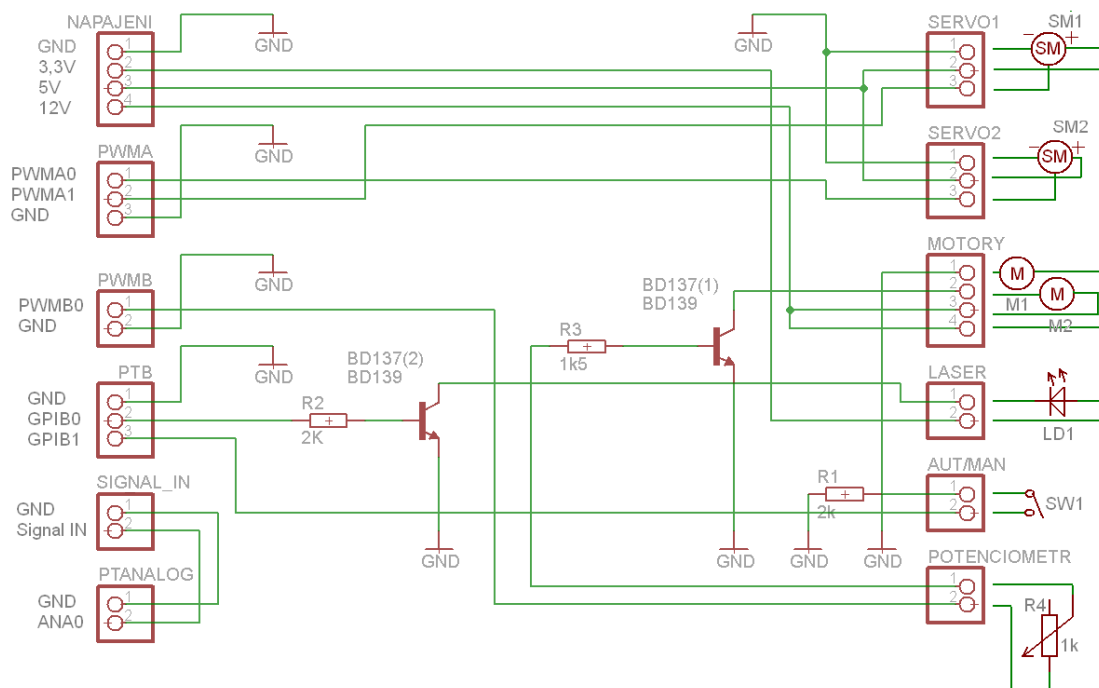 NAPAJENI
GND
3,3V
5V
12V
1
2
3
4
GND
PWMA
PWMA0
PWMA1
GND
1
2
3
GND
PWMB
PWMB0
GND
1
2
GND
PTB
GND
GPIB0
GPIB1
1
2
3
GND
SIGNAL_IN
GND
Signal IN
1
2
PTANALOG
GND
ANA0
1
2
R2
2K
BD137(2)
BD139
GND
R3
1k5
BD137(1)
BD139
GND
GND
SERVO1
1
2
3
SM1
-
+
SM
SERVO2
1
2
3
SM2
-
+
SM
MOTORY
1
2
3
4
M
M1
M
M2
LASER
1
2
LD1
AUT/MAN
1
2
SW1
R1
2k
GND
GND
POTENCIOMETR
1
2
R4
1k